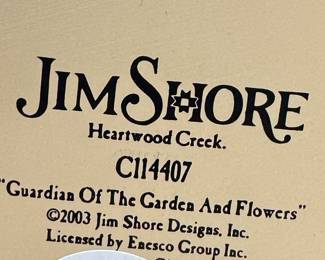 JIM SHORE
Heartwood Creek.
C114407
"Guardian Of The Garden And Flowers"
©2003 Jim Shore Designs, Inc.
Licensed by Enesco Group Inc.